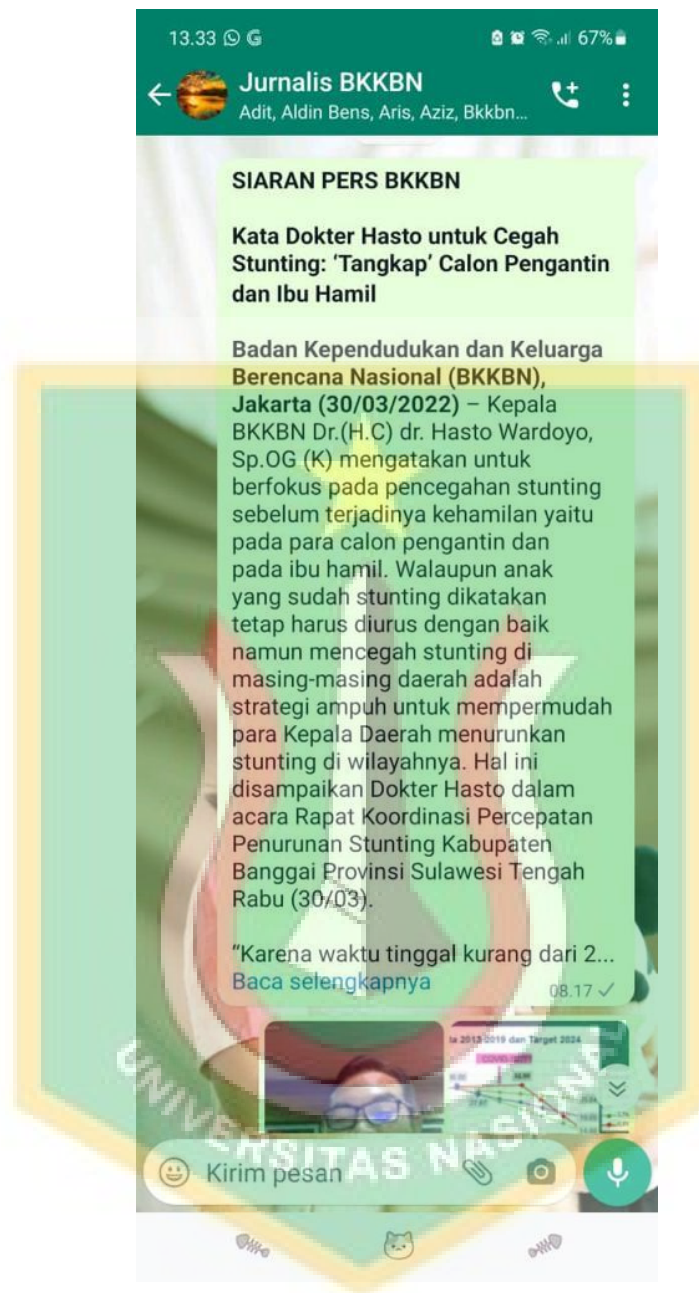 13.33
67%
Jurnalis BKKBN
Adit, Aldin Bens, Aris, Aziz, Bkkbn...
SIARAN PERS BKKBN
Kata Dokter Hasto untuk Cegah
Stunting: ‘Tangkap’ Calon Pengantin
dan Ibu Hamil
Badan Kependudukan dan Keluarga
Berencana Nasional (BKKBN),
Jakarta (30/03/2022) – Kepala
BKKBN Dr.(H.C) dr. Hasto Wardoyo,
Sp.OG (K) mengatakan untuk
berfokus pada pencegahan stunting
sebelum terjadinya kehamilan yaitu
pada para calon pengantin dan
pada ibu hamil. Walaupun anak
yang sudah stunting dikatakan
tetap harus diurus dengan baik
namun mencegah stunting di
masing-masing daerah adalah
strategi ampuh untuk mempermudah
para Kepala Daerah menurunkan
stunting di wilayahnya. Hal ini
disampaikan Dokter Hasto dalam
acara Rapat Koordinasi Percepatan
Penurunan Stunting Kabupaten
Banggai Provinsi Sulawesi Tengah
Rabu (30/03).
“Karena waktu tinggal kurang dari 2...
Baca selengkapnya
08.17
ta 2013-2019 dan Target 2024
COVID-19
Kirim pesan
UNIVERSITAS NASIONAL